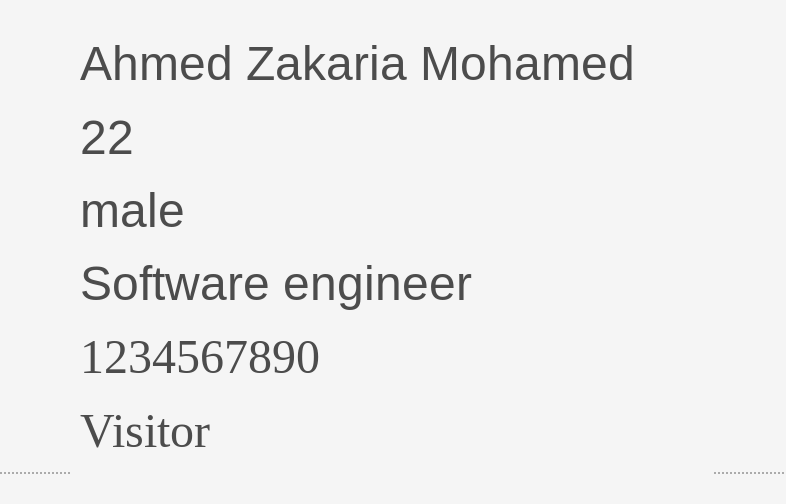 Ahmed Zakaria Mohamed
22
male
Software engineer
1234567890
Visitor